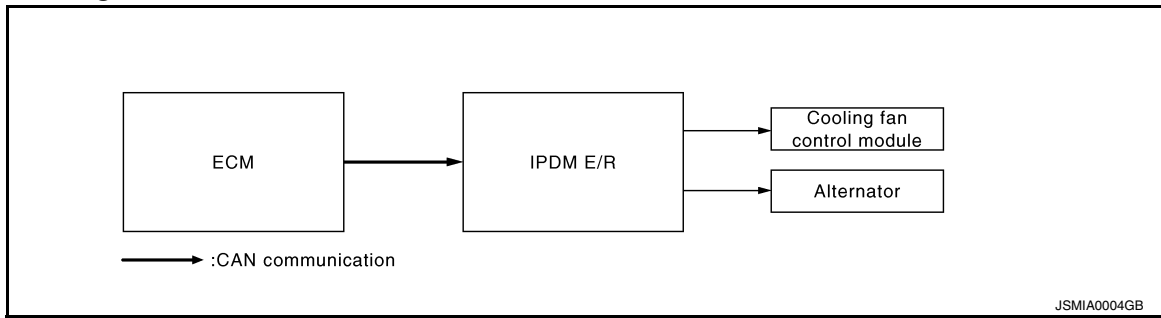 ECM
IPDM E/R
Cooling fan
control module
Alternator
:CAN communication
JSMIA0004GB